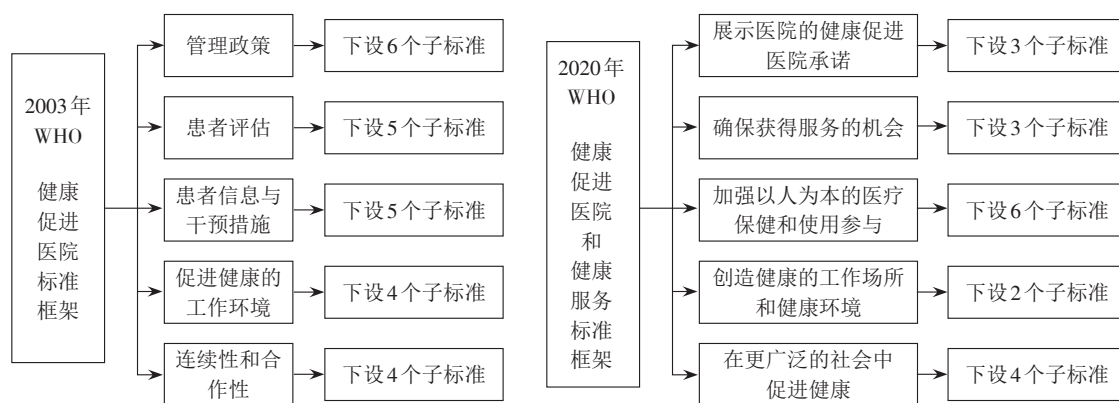 2003年
WHO
健康
促进
医院
标准
框架
管理政策
下设6个子标准
患者评估
下设5个子标准
患者信息与
干预措施
下设5个子标准
促进健康的
工作环境
下设4个子标准
连续性和合
作性
下设4个子标准
2020年
WHO
健康
促进
医院
和
健康
服务
标准
框架
展示医院的健康促进
医院承诺
下设3个子标准
确保获得服务的机会
下设3个子标准
加强以人为本的医疗
保健和使用参与
下设6个子标准
创造健康的工作场所
和健康环境
下设2个子标准
在更广泛的社会中
促进健康
下设4个子标准